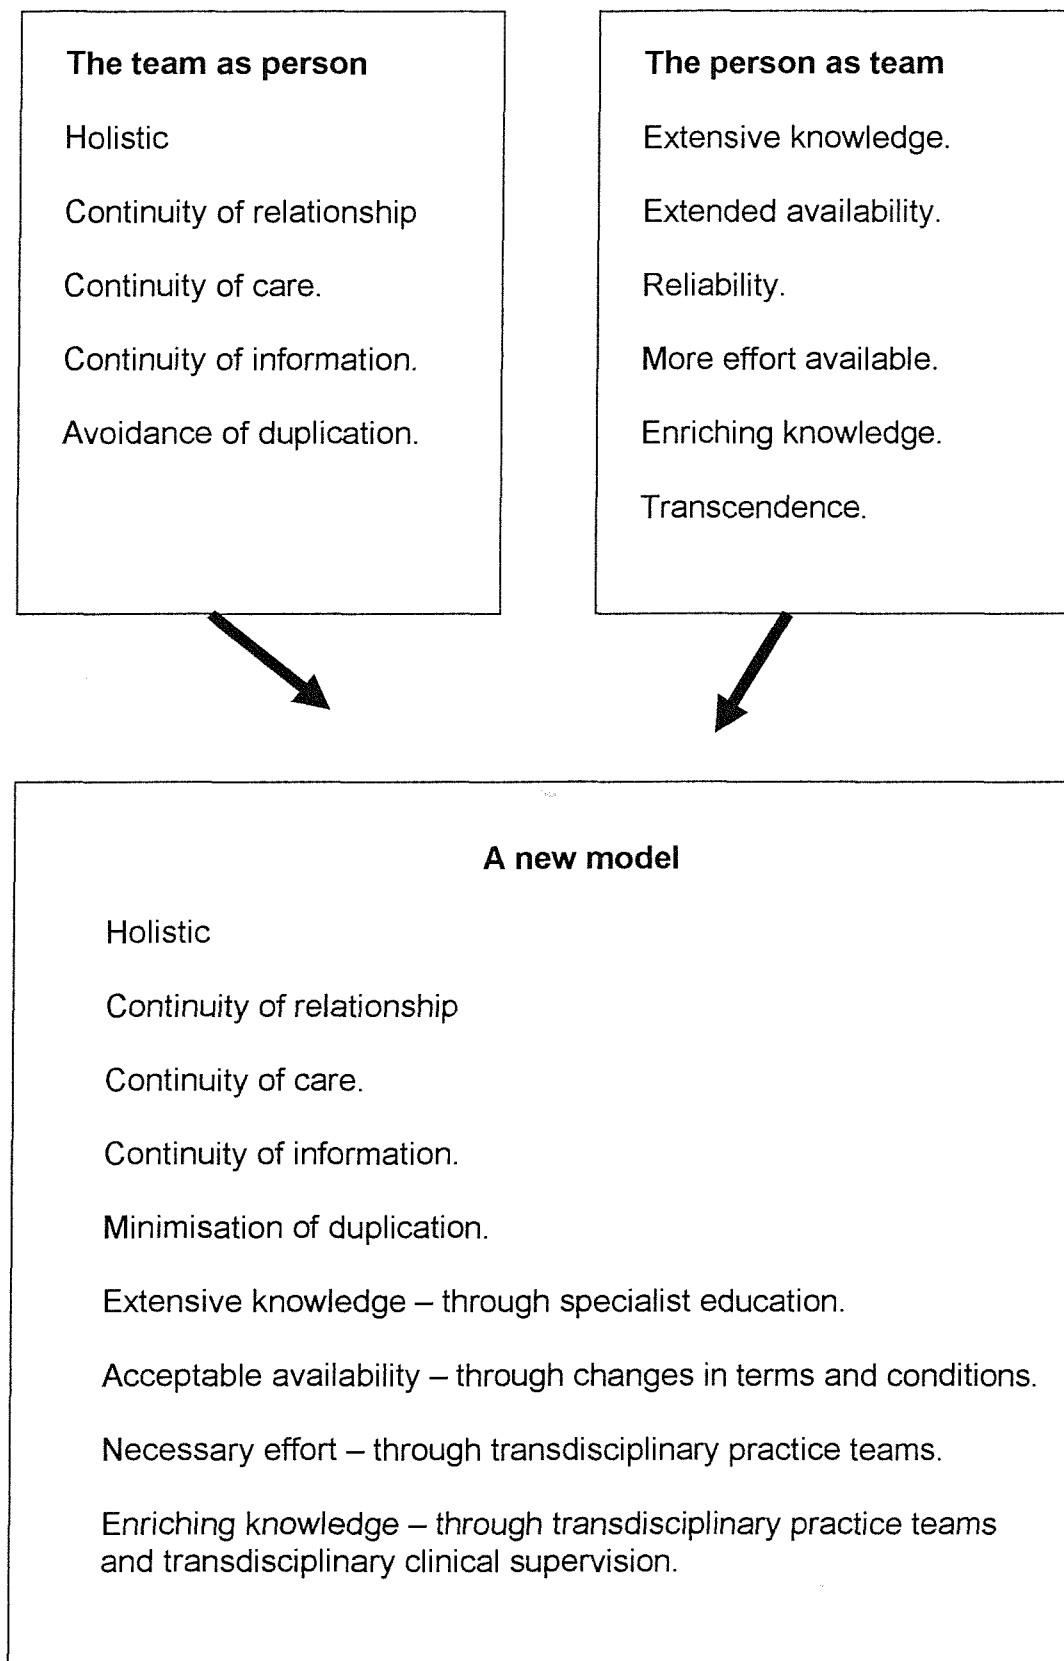 The team as person
Holistic
Continuity of relationship
Continuity of care.
Continuity of information.
Avoidance of duplication.
The person as team
Extensive knowledge.
Extended availability.
Reliability.
More effort available.
Enriching knowledge.
Transcendence.
A new model
Holistic
Continuity of relationship
Continuity of care.
Continuity of information.
Minimisation of duplication.
Extensive knowledge – through specialist education.
Acceptable availability – through changes in terms and conditions.
Necessary effort – through transdisciplinary practice teams.
Enriching knowledge – through transdisciplinary practice teams
and transdisciplinary clinical supervision.